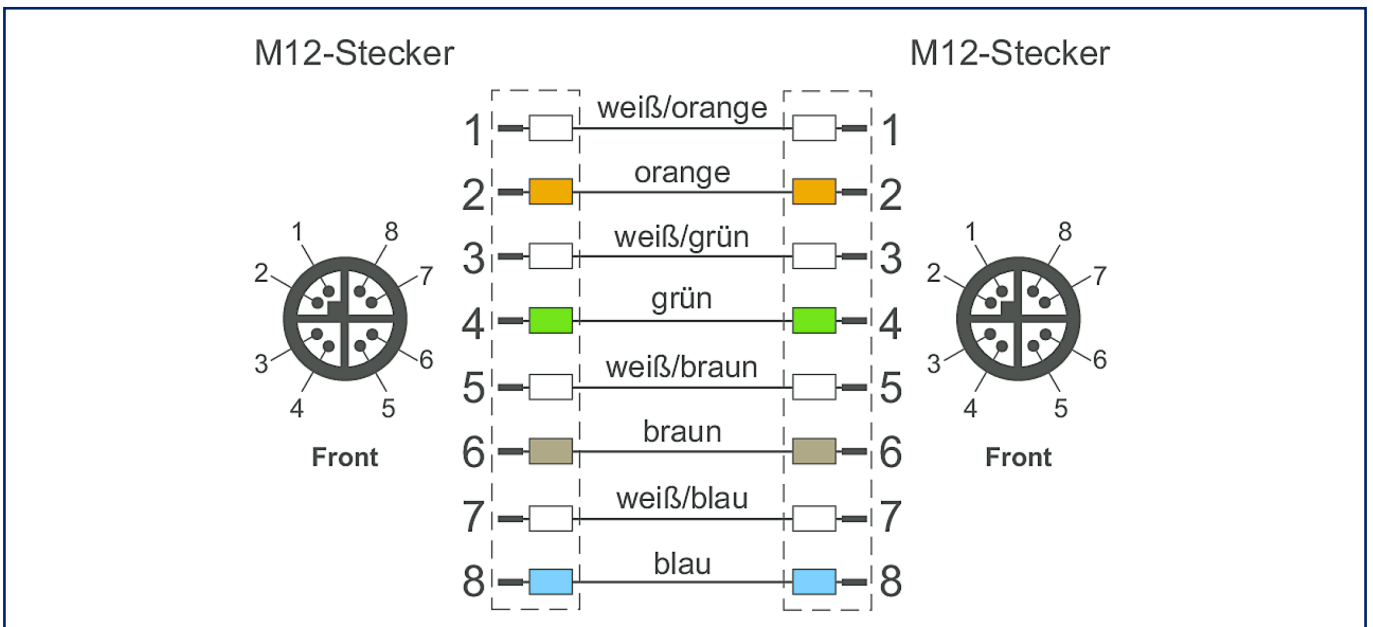 M12-Stecker M12-Stecker
weiß/orange
1 1
orange
2 2
weiß/grün
3 3
grün
4 4
weiß/braun
5 5
braun
6 6
weiß/blau
7 7
blau
8 8
1 8
2 7
3 6
4 5
Front
1 8
2 7
3 6
4 5
Front